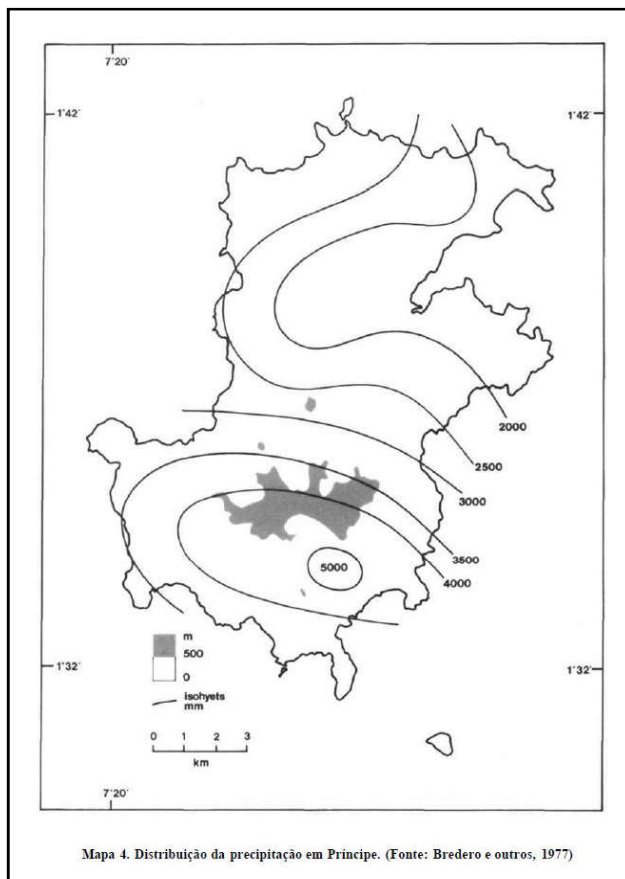 7°20'
1°42'
1°42'
2000
2500
3000
3500
4000
5000
m
500
0
isohyets
mm
1°32'
1°32'
0 1 2 3
km
7°20'
Mapa 4. Distribuição da precipitação em Príncipe. (Fonte: Bredero e outros, 1977)